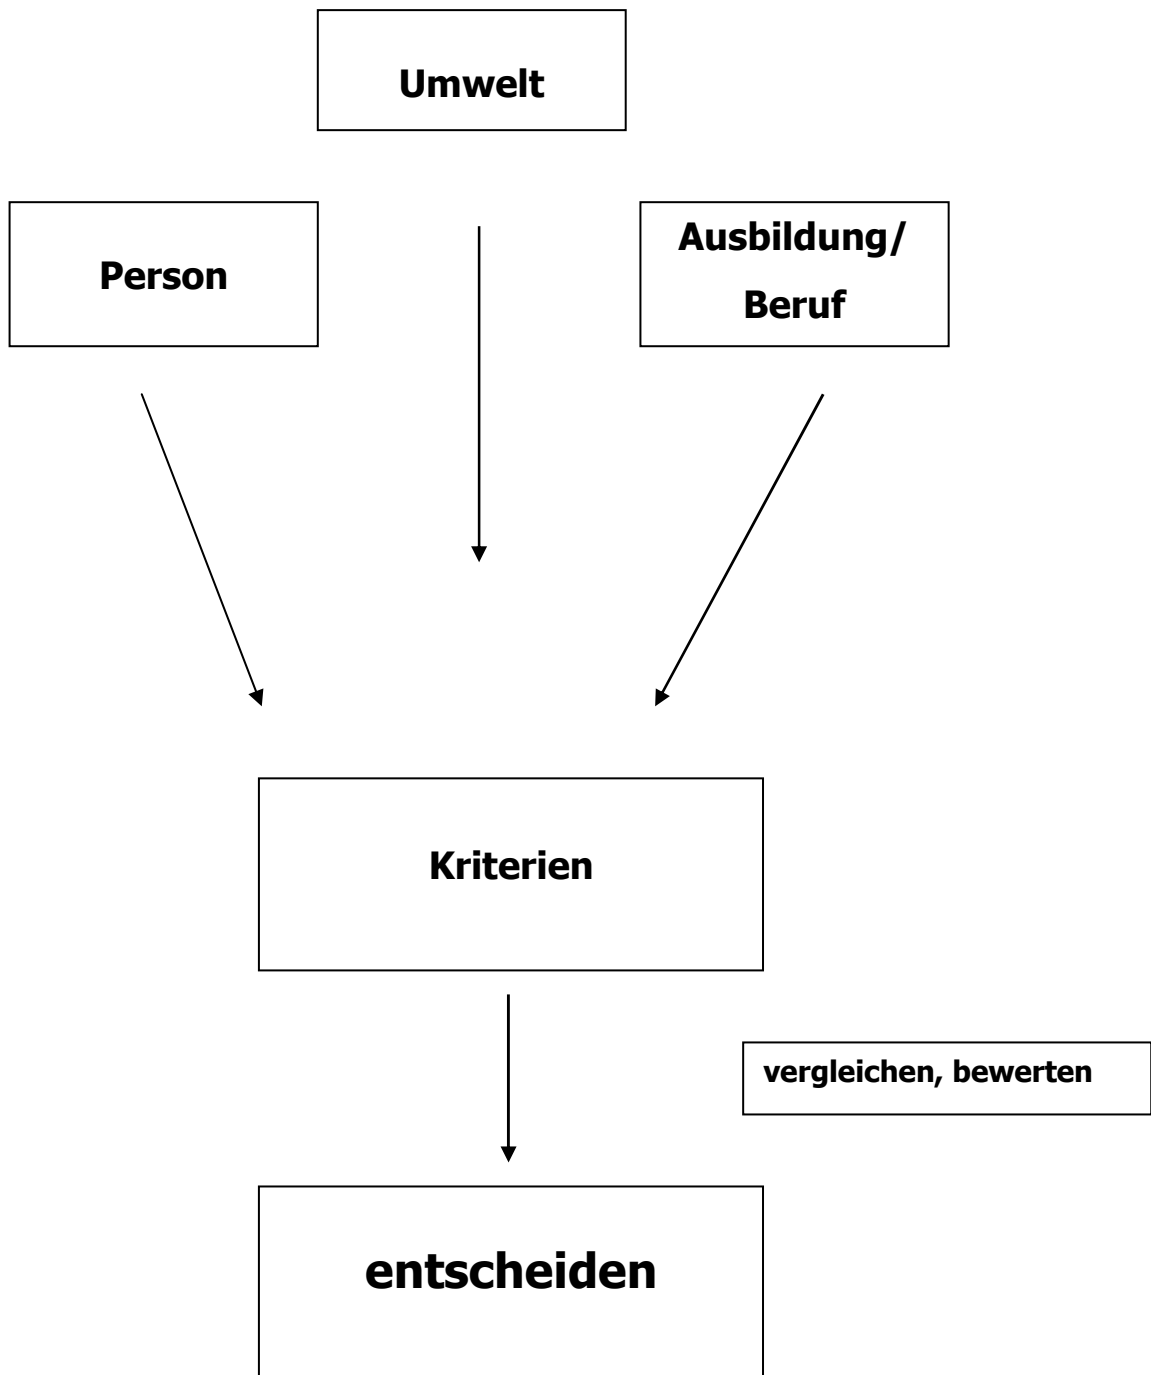 Umwelt
Person
Ausbildung/
Beruf
Kriterien
vergleichen, bewerten
entscheiden